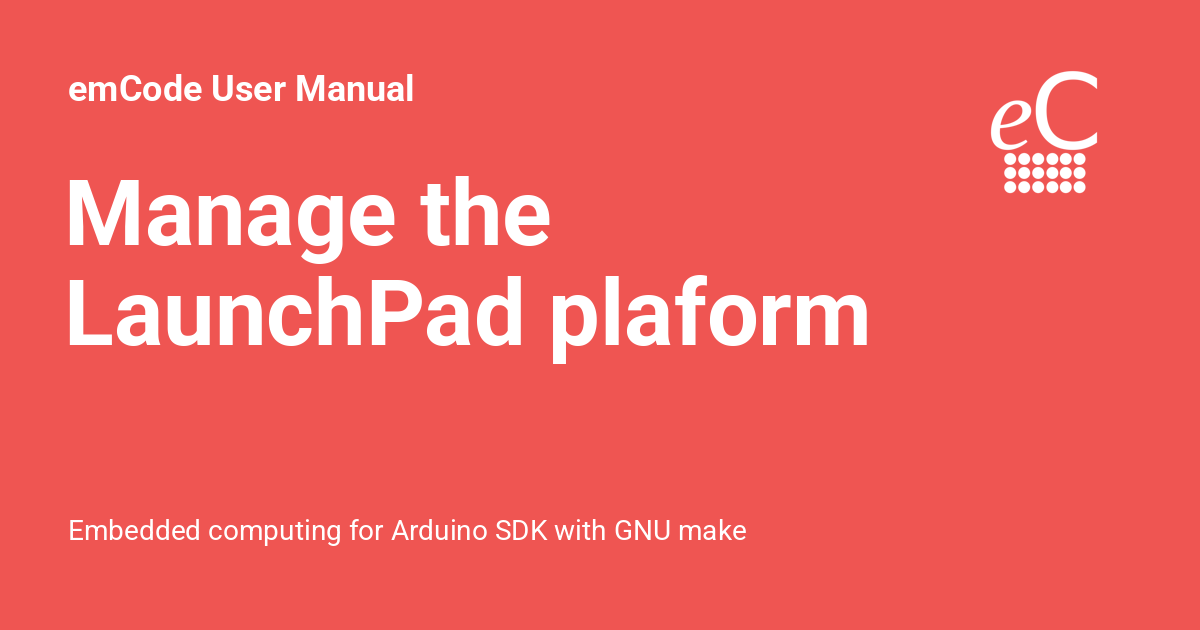 emCode User Manual
eC
Manage the
LaunchPad plaform
Embedded computing for Arduino SDK with GNU make